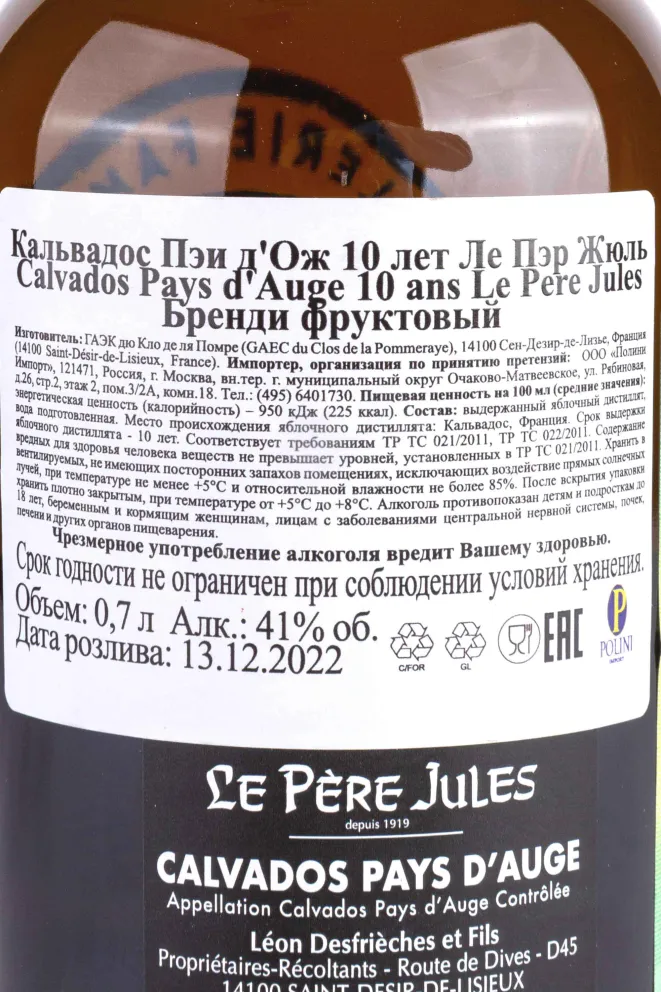 Кальвадос Пэи д'Ож 10 лет Ле Пэр Жюль
Calvados Pays d'Auge 10 ans Le Pere Jules
Бренди фруктовый
Изготовитель: ГАЭК дю Кло де ля Помре (GAEC du Clos de la Pommeraye), 14100 Сен-Дезир-де-Лизье, Франция
(14100 Saint-Désir-de-Lisieux, France). Импортер, организация по принятию претензий: ООО «Полини
Импорт», 121471, Россия, г. Москва, вн.тер. г. муниципальный округ Очаково-Матвеевское, ул. Рябиновая,
д.26, стр.2, этаж 2, пом.3/2А, комн.18. Тел.: (495) 6401730. Пищевая ценность на 100 мл (средние значения):
энергетическая ценность (калорийность) – 950 кДж (225 ккал). Состав: выдержанный яблочный дистиллят,
вода подготовленная. Место происхождения яблочного дистиллята: Кальвадос, Франция. Срок выдержки
яблочного дистиллята - 10 лет. Соответствует требованиям ТР ТС 021/2011, ТР ТС 022/2011. Содержание
вредных для здоровья человека веществ не превышает уровней, установленных в ТР ТС 021/2011. Хранить в
вентилируемых, не имеющих посторонних запахов помещениях, исключающих воздействие прямых солнечных
лучей, при температуре не менее +5°С и относительной влажности не более 85%. После вскрытия упаковки
хранить плотно закрытым, при температуре от +5°С до +8°С. Алкоголь противопоказан детям и подросткам до
18 лет, беременным и кормящим женщинам, лицам с заболеваниями центральной нервной системы, почек,
печени и других органов пищеварения.
Чрезмерное употребление алкоголя вредит Вашему здоровью.
Срок годности не ограничен при соблюдении условий хранения.
Объем: 0,7 л Алк.: 41% об.
Дата розлива: 13.12.2022
C/FOR
GL
EAC
P
POLINI
IMPORT
LE PÈRE JULES
depuis 1919
CALVADOS PAYS D'AUGE
Appellation Calvados Pays d'Auge Contrôlée
Léon Desfrièches et Fils
Propriétaires-Récoltants - Route de Dives - D45
14100 SAINT-DESIR-DE-LISIEUX